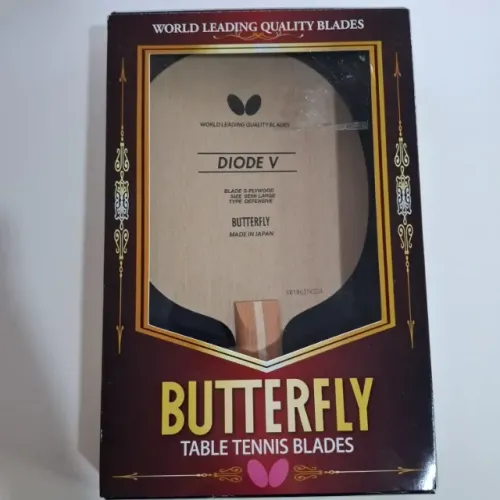 WORLD LEADING QUALITY BLADES
WORLD LEADING QUALITY BLADES
DIODE V
BLADE 5-PLYWOOD
SIZE SEMI LARGE
TYPE DEFENSIVE
BUTTERFLY
MADE IN JAPAN
BUTTERFLY
TABLE TENNIS BLADES